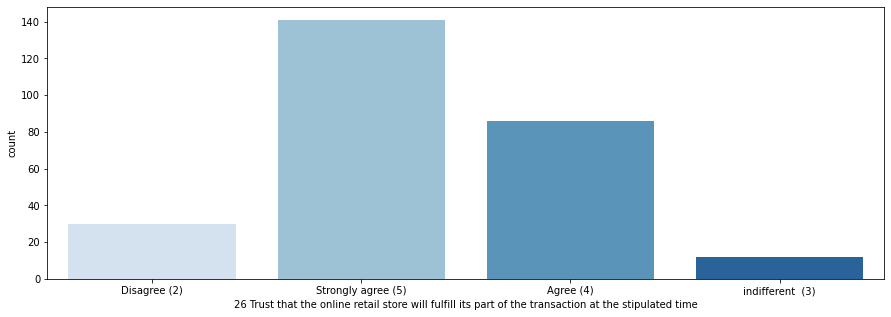 140
120
100
80
60
40
20
0
count
Disagree (2)
Strongly agree (5)
Agree (4)
indifferent  (3)
26 Trust that the online retail store will fulfill its part of the transaction at the stipulated time